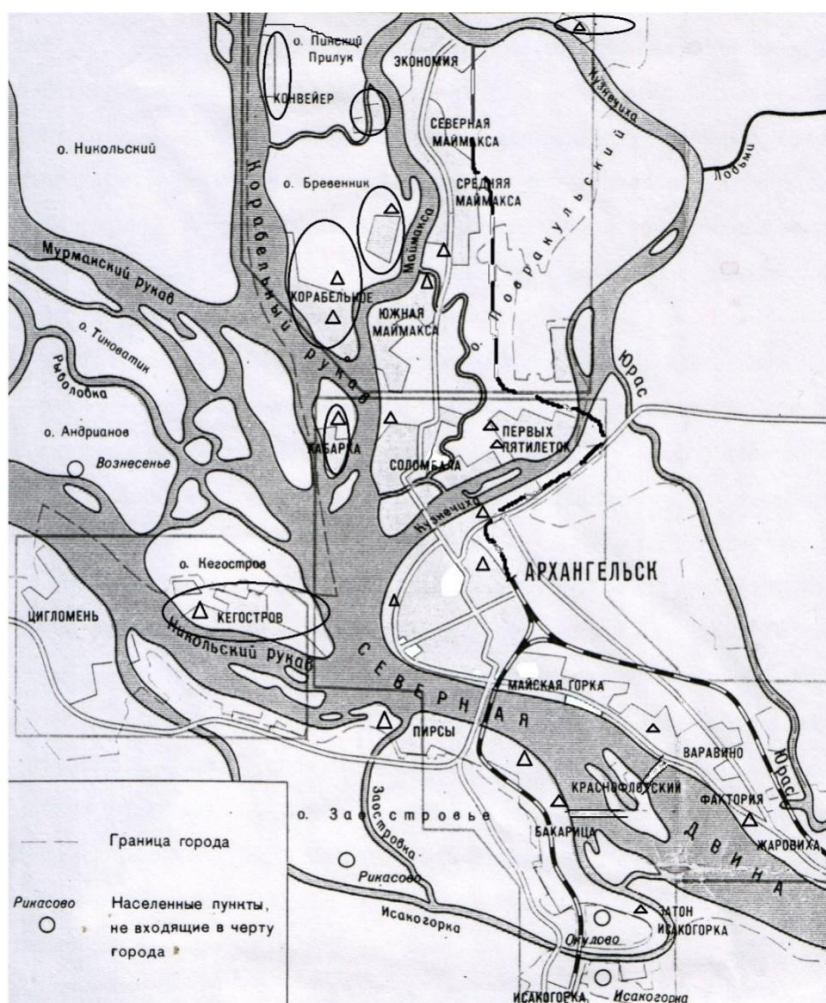 о. Пинский
Прилук
ЭКОНОМИЯ
КОНВЕЙЕР
Кузнечиха
СЕВЕРНАЯ
МАЙМАКСА
о. Никольский
Лодьми
о. Бревенник
СРЕДНЯЯ
МАЙМАКСА
Маймакса
Корабельный рукав
Мурманский рукав
КОРАБЕЛЬНОЕ
ЮЖНАЯ
МАЙМАКСА
о. Тиноватик
Рыболовка
Юрас
о. Андрианов
Вознесенье
ХАБАРКА
СОЛОМБАЛА
ПЕРВЫХ
ПЯТИЛЕТОК
Кузнечиха
о. Кегостров
АРХАНГЕЛЬСК
ЦИГЛОМЕНЬ
КЕГОСТРОВ
Никольский рукав
СЕВЕРНАЯ
МАЙСКАЯ ГОРКА
ПИРСЫ
ВАРАВИНО
Юрас
КРАСНОФЛОТСКИЙ
ФАКТОРИЯ
о. Заостровье
БАКАРИЦА
ЖАРОВИХА
ДВИНА
Заостровка
Граница города
Рикасово
Исакогорка
ЗАТОН
ИСАКОГОРКА
Окулово
Рикасово
Населенные пункты,
не входящие в черту
города
ИСАКОГОРКА
Исакогорка